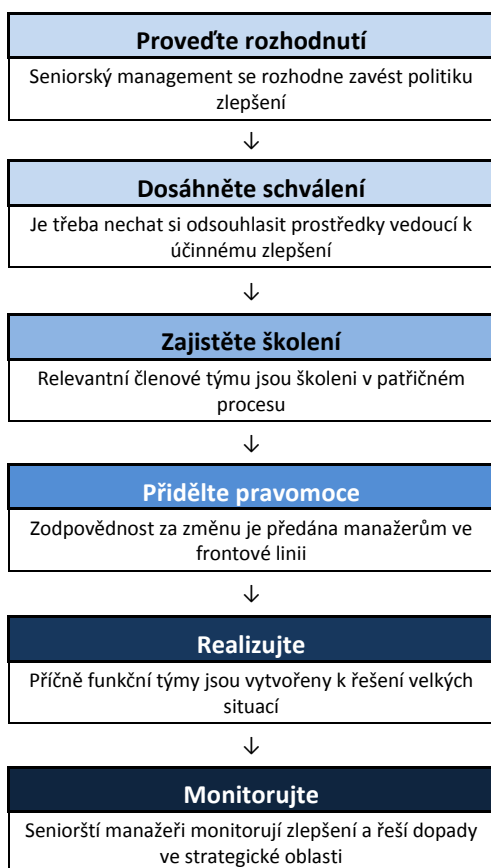 Proveďte rozhodnutí
Seniorský management se rozhodne zavést politiku
zlepšení
↓
Dosáhněte schválení
Je třeba nechat si odsouhlasit prostředky vedoucí k
účinnému zlepšení
↓
Zajistěte školení
Relevantní členové týmu jsou školeni v patřičném
procesu
↓
Přidělte pravomoce
Zodpovědnost za změnu je předána manažerům ve
frontové linii
↓
Realizujte
Příčně funkční týmy jsou vytvořeny k řešení velkých
situací
↓
Monitorujte
Seniorští manažeři monitorují zlepšení a řeší dopady
ve strategické oblasti